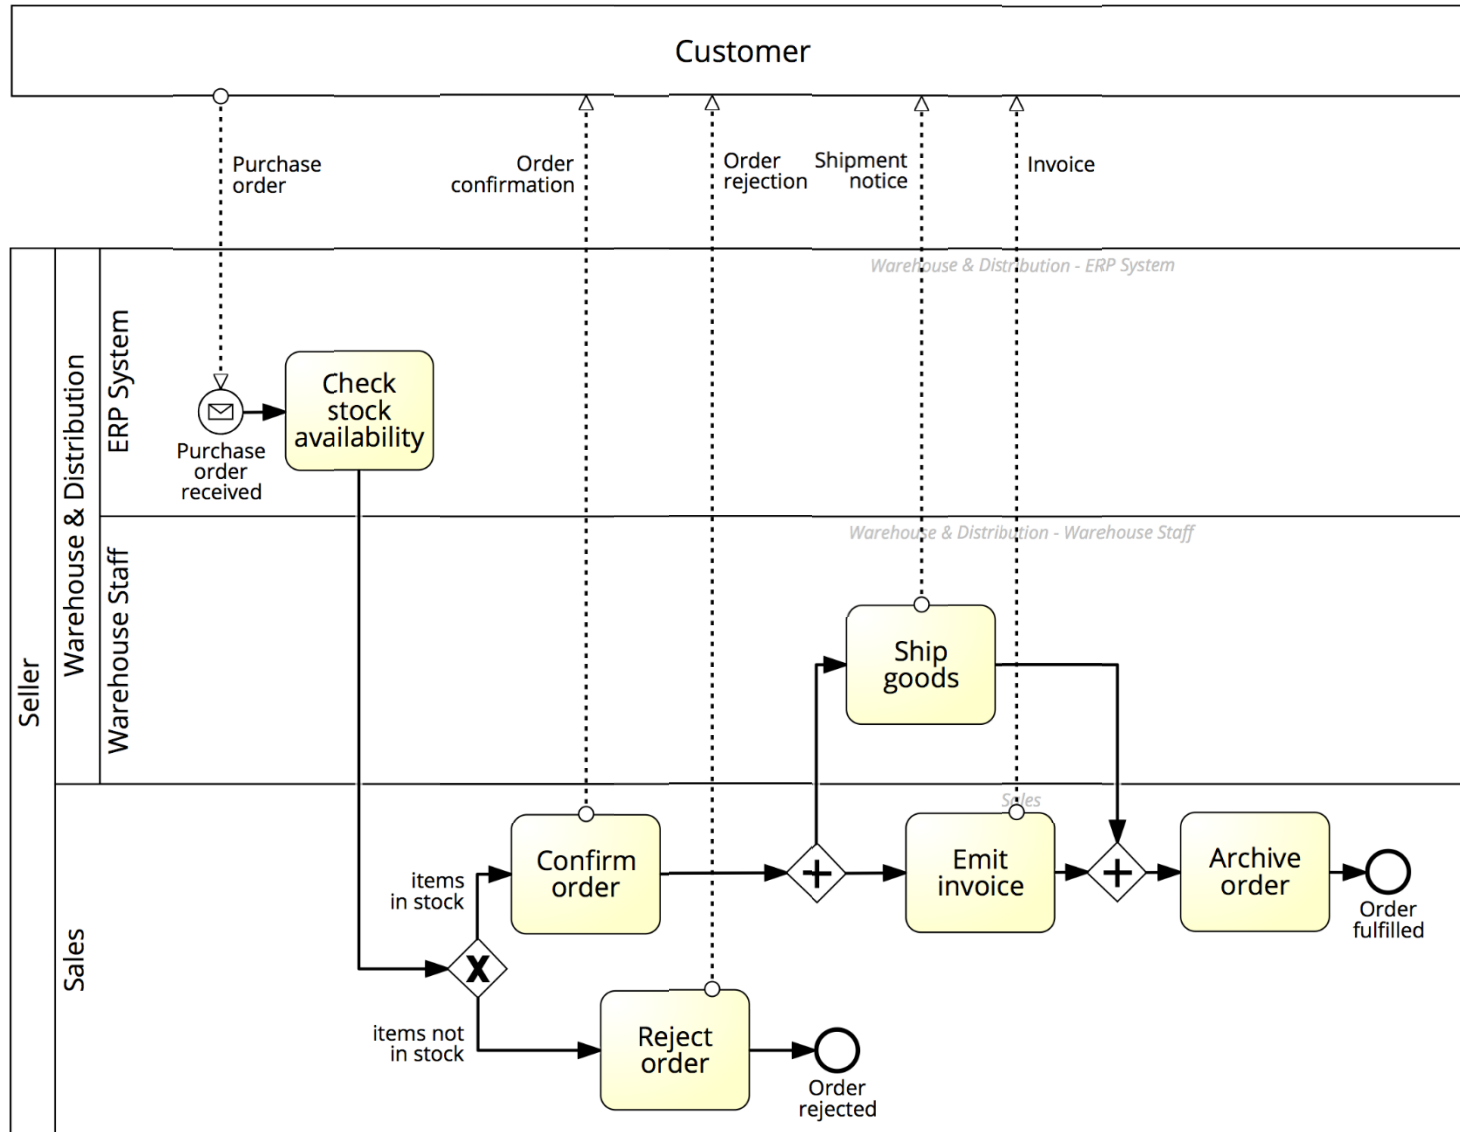 Customer
Purchase
order
Order
confirmation
Order
rejection
Shipment
notice
Invoice
Seller
Warehouse & Distribution
ERP System
Warehouse & Distribution - ERP System
Purchase
order
received
Check
stock
availability
Warehouse Staff
Warehouse & Distribution - Warehouse Staff
Ship
goods
Sales
Sales
items
in stock
X
items not
in stock
Confirm
order
Reject
order
Order
rejected
+
Emit
invoice
+
Archive
order
Order
fulfilled